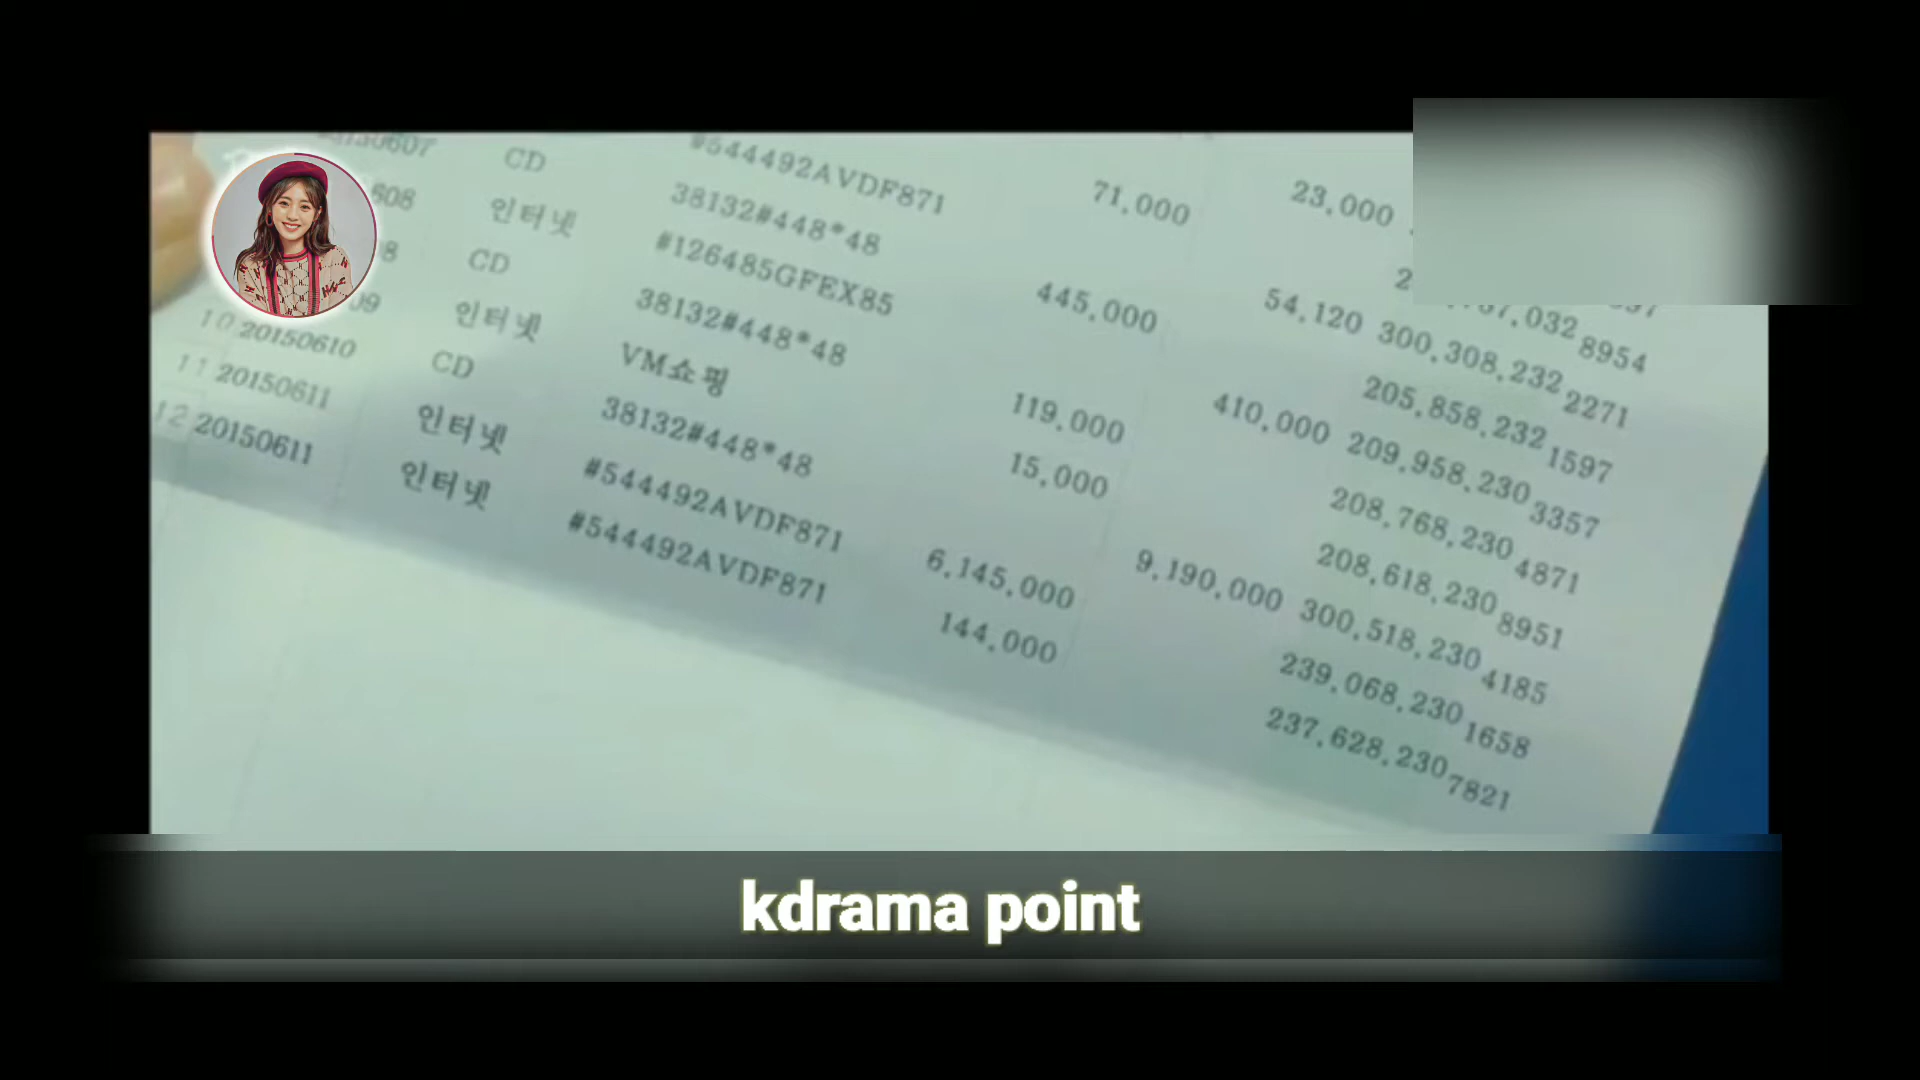 71,000 23,000 8954
#544492AVDF871 54,120 300,308,232 2271
CD 38132#448*48 445,000 205,858,232 1597
인터넷 #126485GFEX85 410,000 209,958,230 3357
CD 38132#448*48 119,000 208,768,230 4871
인터넷 VM쇼핑 15,000 208,618,230 8951
10 20150610 CD 38132#448*48 9,190,000 300,518,230 4185
11 20150611 인터넷 #544492AVDF871 6,145,000 239,068,230 1658
12 20150611 인터넷 #544492AVDF871 144,000 237,628,230 7821
kdrama point